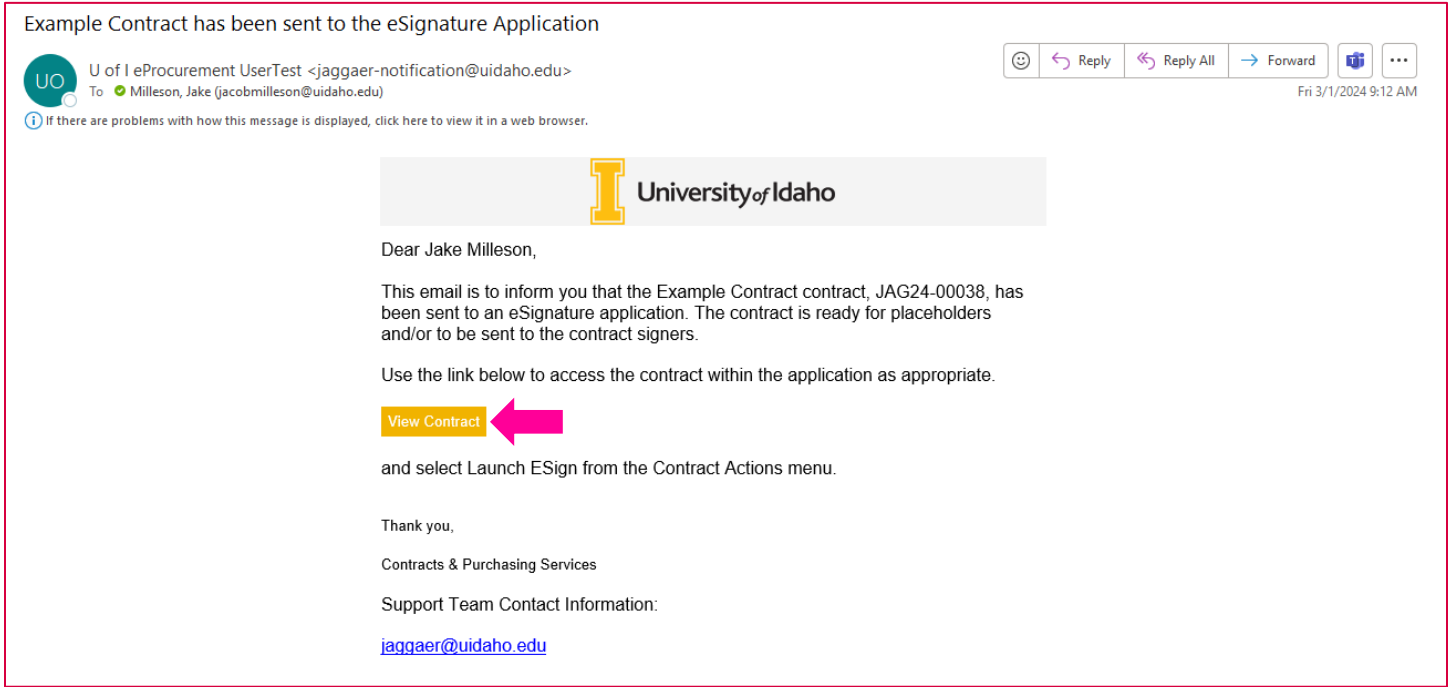 Example Contract has been sent to the eSignature Application
UO
U of I eProcurement UserTest <jaggaer-notification@uidaho.edu>
To Milleson, Jake (jacobmilleson@uidaho.edu)
Reply
Reply All
Forward
Fri 3/1/2024 9:12 AM
If there are problems with how this message is displayed, click here to view it in a web browser.
I University of Idaho
Dear Jake Milleson,
This email is to inform you that the Example Contract contract, JAG24-00038, has
been sent to an eSignature application. The contract is ready for placeholders
and/or to be sent to the contract signers.
Use the link below to access the contract within the application as appropriate.
View Contract
and select Launch ESign from the Contract Actions menu.
Thank you,
Contracts & Purchasing Services
Support Team Contact Information:
jaggaer@uidaho.edu